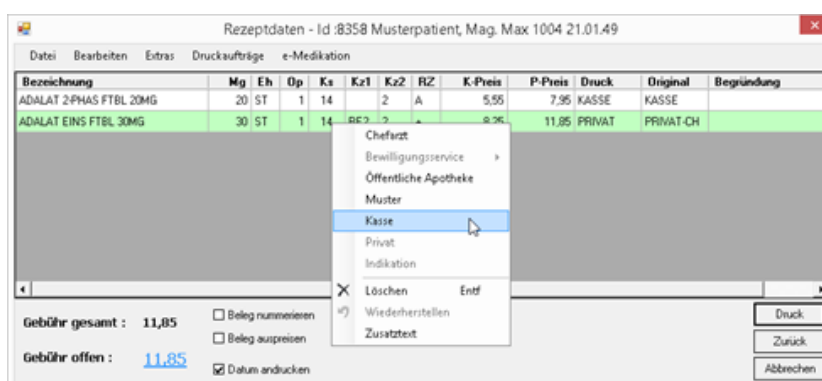 Rezeptdaten - Id :8358 Musterpatient, Mag. Max 1004 21.01.49
Datei Bearbeiten Extras Druckaufträge e-Medikation
Bezeichnung Mg Eh Op Ks Kz1 Kz2 RZ K-Preis P-Preis Druck Original Begründung
ADALAT 2-PHAS FTBL 20MG 20 ST 1 14 2 A 5,55 7,95 KASSE KASSE
ADALAT EINS FTBL 30MG 30 ST 1 14 RE2 2 8,25 11,85 PRIVAT PRIVAT-CH
Chefarzt
Bewilligungsservice
Öffentliche Apotheke
Muster
Kasse
Privat
Indikation
Löschen Entf
Wiederherstellen
Zusatztext
Gebühr gesamt : 11,85
Gebühr offen : 11,85
Beleg nummerieren
Beleg auspreisen
Datum andrucken
Druck
Zurück
Abbrechen